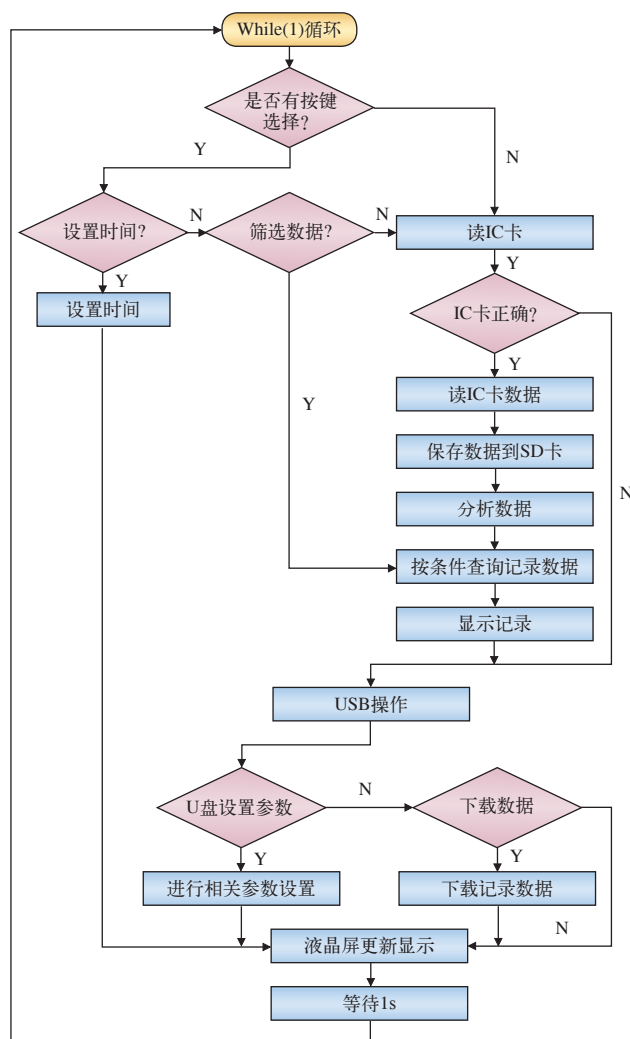 While(1)循环
是否有按键
选择?
Y
N
设置时间?
N
筛选数据?
N
读IC卡
Y
Y
设置时间
IC卡正确?
Y
Y
读IC卡数据
保存数据到SD卡
N
分析数据
按条件查询记录数据
显示记录
USB操作
U盘设置参数
N
下载数据
Y
Y
进行相关参数设置
下载记录数据
N
液晶屏更新显示
等待1s